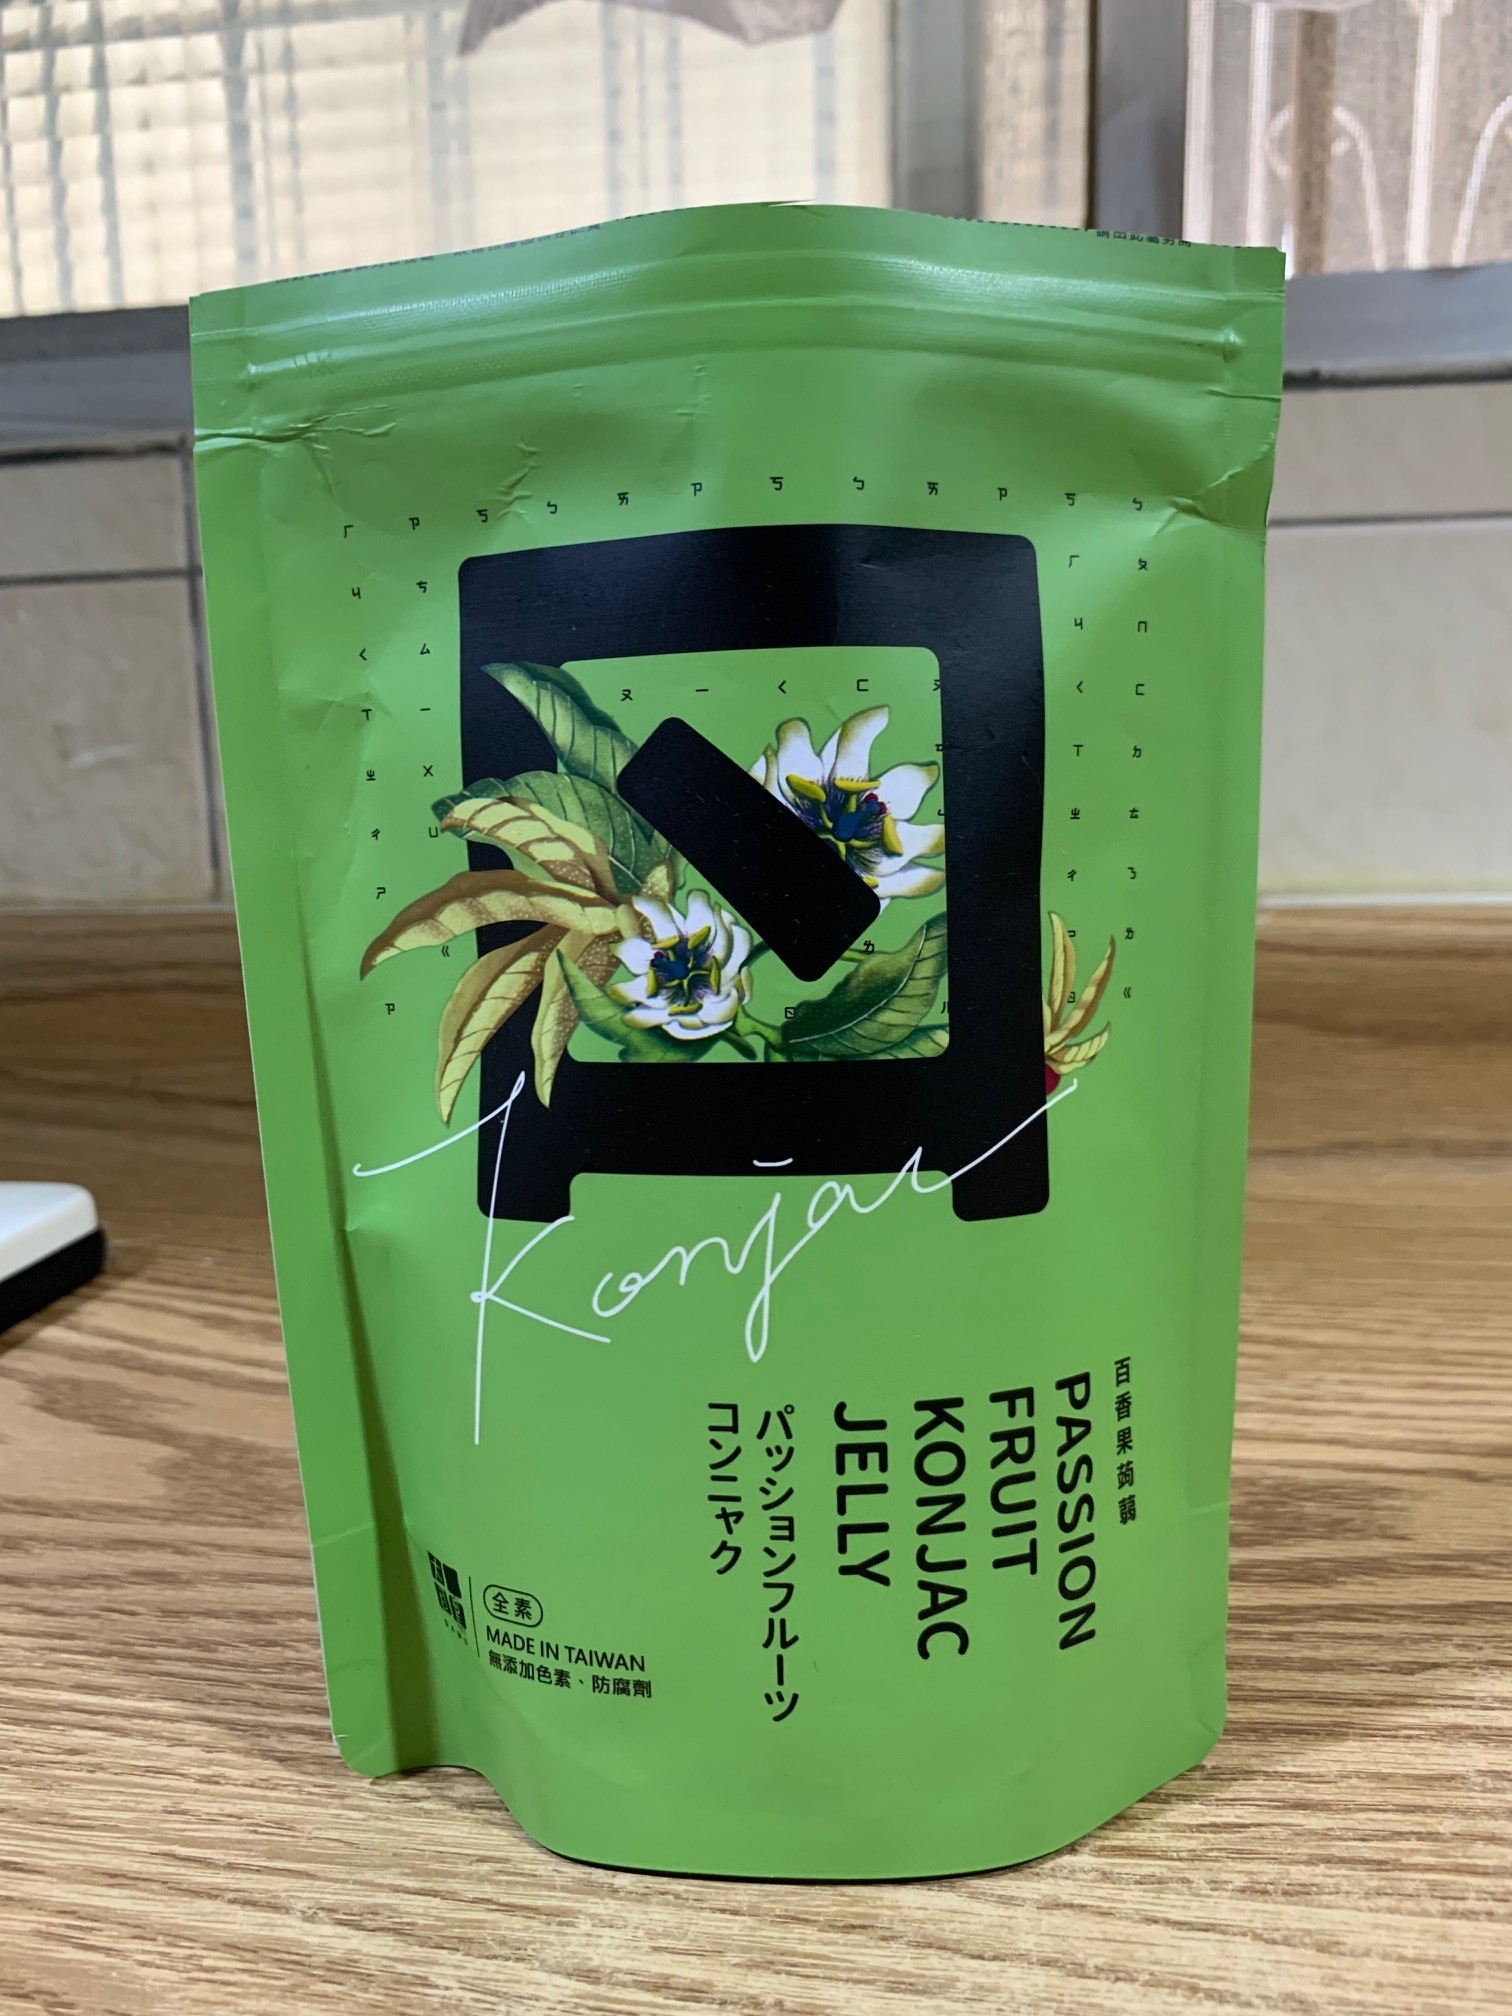 Konjac
百香果蒟蒻
PASSION
FRUIT
KONJAC
JELLY
パッションフルーツ
コンニャク
全素
MADE IN TAIWAN
無添加色素、防腐劑
ㄏ ㄗ ㄎ ㄅ ㄞ ㄗ ㄎ ㄅ ㄞ ㄗ ㄎ ㄅ
ㄐ ㄘ
ㄑ ㄙ
ㄒ ㄧ
ㄓ ㄨ
ㄔ ㄩ
ㄕ
ㄍ
ㄗ
ㄡ ㄧ ㄑ ㄈ ㄡ
ㄌ
ㄖ
ㄏ ㄆ
ㄐ ㄇ
ㄑ ㄈ
ㄒ ㄉ
ㄓ ㄊ
ㄔ ㄋ
ㄕ ㄌ
ㄖ ㄍ